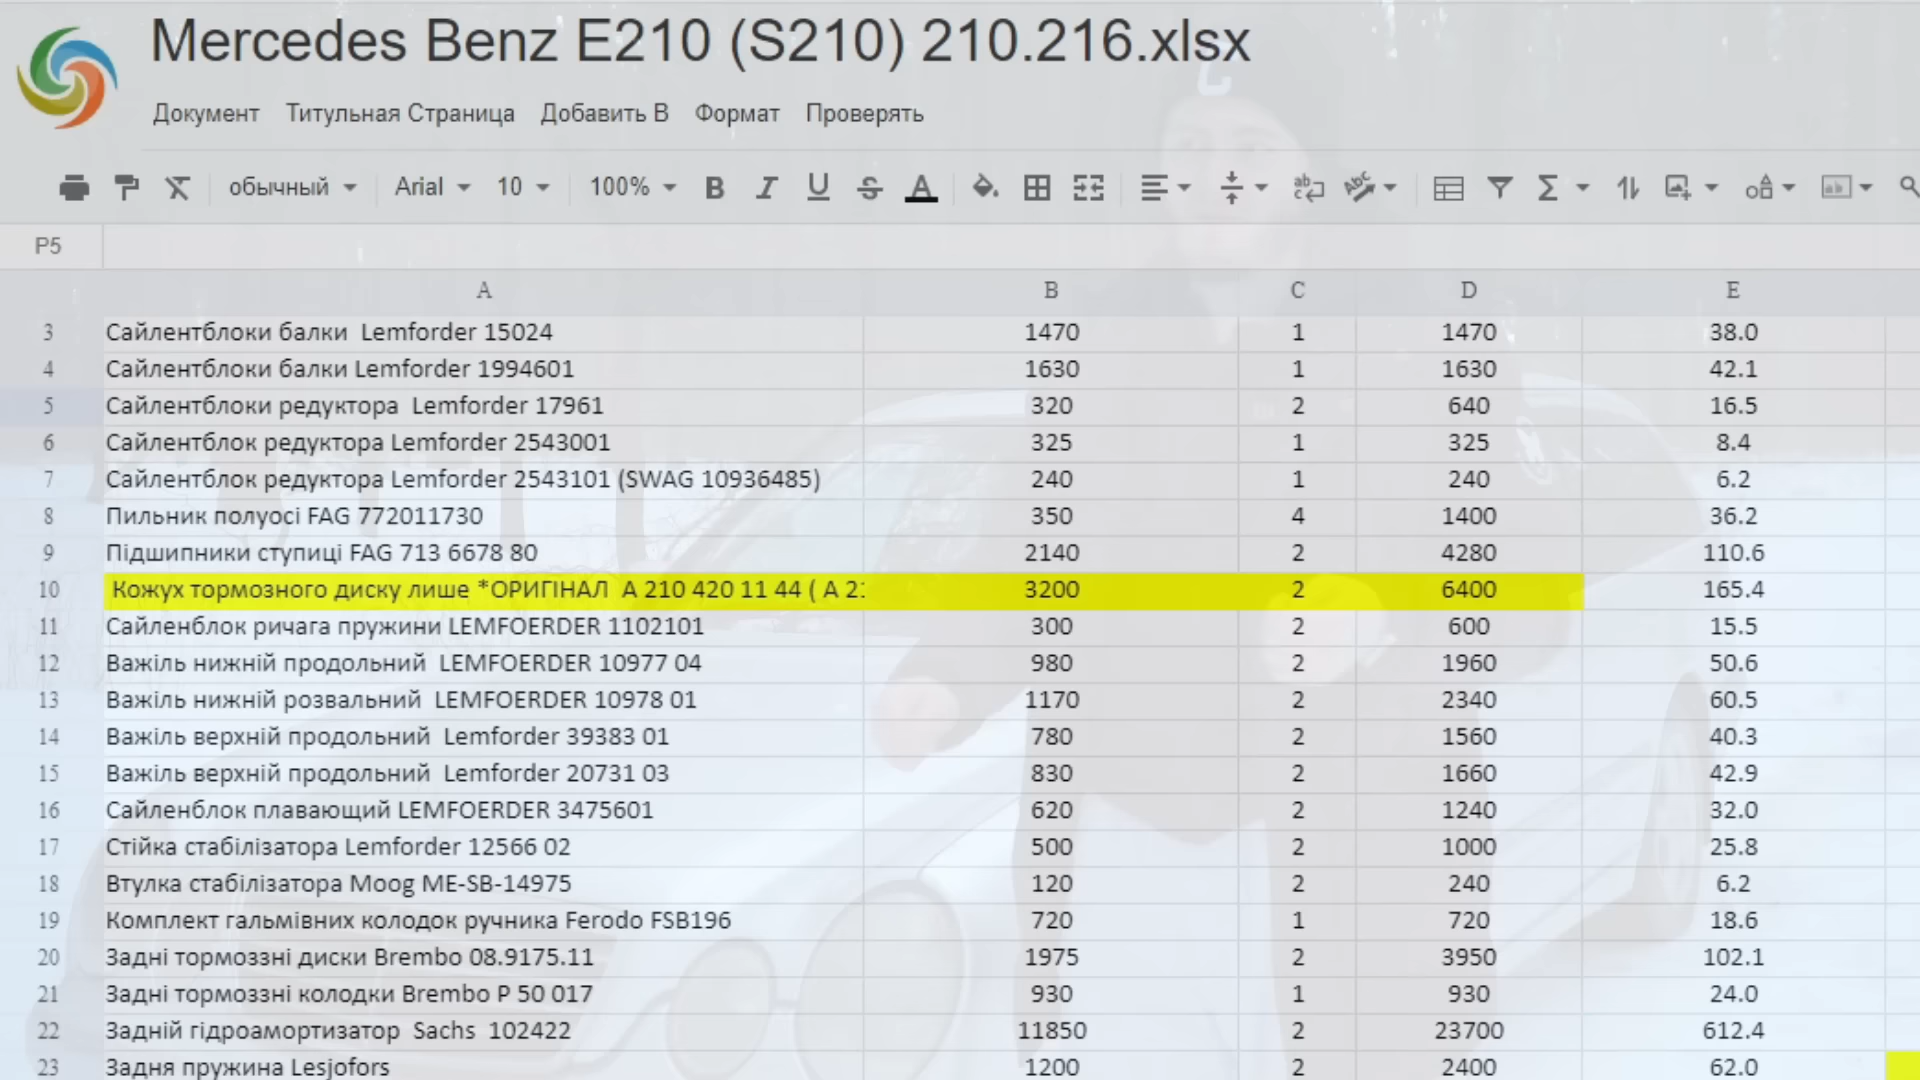 Mercedes Benz E210 (S210) 210.216.xlsx
Документ Титульная Страница Добавить В Формат Проверять
обычный Arial 10 100% B I U S A
P5
A B C D E
3 Сайлентблоки балки Lemforder 15024 1470 1 1470 38.0
4 Сайлентблоки балки Lemforder 1994601 1630 1 1630 42.1
5 Сайлентблоки редуктора Lemforder 17961 320 2 640 16.5
6 Сайлентблок редуктора Lemforder 2543001 325 1 325 8.4
7 Сайлентблок редуктора Lemforder 2543101 (SWAG 10936485) 240 1 240 6.2
8 Пильник полуосі FAG 772011730 350 4 1400 36.2
9 Підшипники ступиці FAG 713 6678 80 2140 2 4280 110.6
10 Кожух тормозного диску лише *ОРИГІНАЛ A 210 420 11 44 ( A 21 3200 2 6400 165.4
11 Сайленблок ричага пружини LEMFOERDER 1102101 300 2 600 15.5
12 Важіль нижній продольний LEMFOERDER 10977 04 980 2 1960 50.6
13 Важіль нижній розвальний LEMFOERDER 10978 01 1170 2 2340 60.5
14 Важіль верхній продольний Lemforder 39383 01 780 2 1560 40.3
15 Важіль верхній продольний Lemforder 20731 03 830 2 1660 42.9
16 Сайленблок плавающий LEMFOERDER 3475601 620 2 1240 32.0
17 Стійка стабілізатора Lemforder 12566 02 500 2 1000 25.8
18 Втулка стабілізатора Moog ME-SB-14975 120 2 240 6.2
19 Комплект гальмівних колодок ручника Ferodo FSB196 720 1 720 18.6
20 Задні тормоззні диски Brembo 08.9175.11 1975 2 3950 102.1
21 Задні тормоззні колодки Brembo P 50 017 930 1 930 24.0
22 Задній гідроамортизатор Sachs 102422 11850 2 23700 612.4
23 Задня пружина Lesjofors 1200 2 2400 62.0